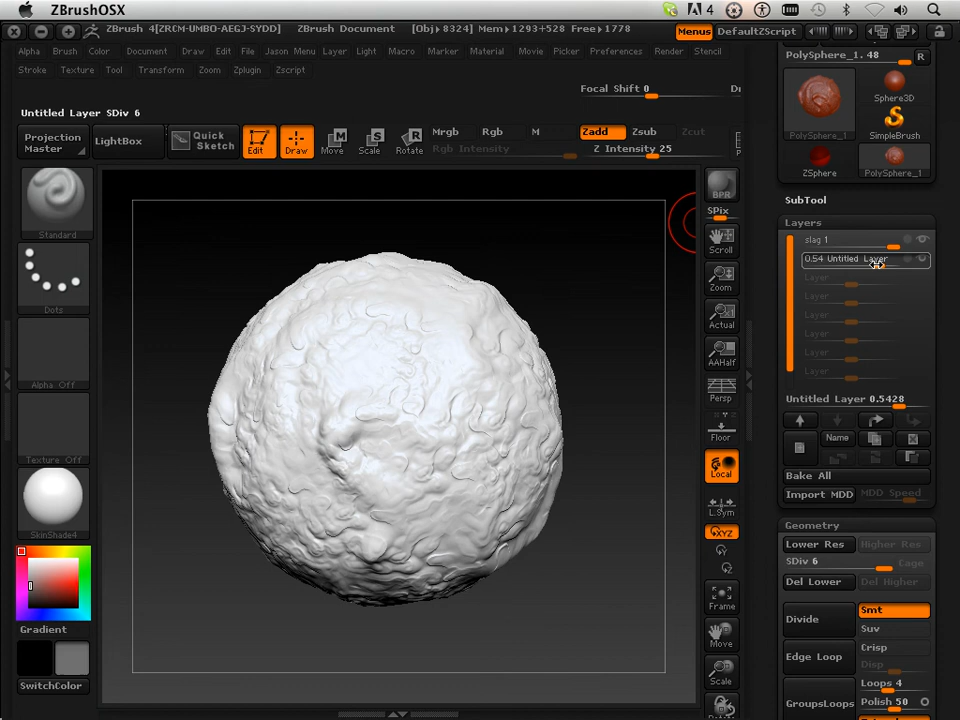 ZBrushOSX
4
ZBrush 4[ZRCM-UMBO-AEGJ-SYDD] ZBrush Document [Obj>8324] Mem>1293+528 Free>1778 Menus DefaultZScript
Alpha Brush Color Document Draw Edit File Jason Menu Layer Light Macro Marker Material Movie Picker Preferences Render Stencil
Stroke Texture Tool Transform Zoom Zplugin Zscript
PolySphere_1. 48 R
Focal Shift 0
Untitled Layer SDiv 6
Projection Master
LightBox
Quick Sketch
Edit
Draw
Move
Scale
Rotate
Mrgb Rgb M
Rgb Intensity
Zadd Zsub Zcut
Z Intensity 25
PolySphere_1
Sphere3D
SimpleBrush
ZSphere
PolySphere_1
Standard
Dots
Alpha Off
Texture Off
SkinShade4
Gradient
SwitchColor
BPR
SPix
Scroll
Zoom
Actual
AAHalf
Persp
Floor
Local
L.Sym
XYZ
Frame
Move
Scale
SubTool
Layers
slag 1
0.54 Untitled Layer
Layer
Layer
Layer
Layer
Layer
Layer
Untitled Layer 0.5428
Name
Bake All
Import MDD MDD Speed
Geometry
Lower Res Higher Res
SDiv 6 Cage
Del Lower Del Higher
Divide
Smt
Suv
Edge Loop
Crisp
Disp
Loops 4
GroupsLoops
Polish 50